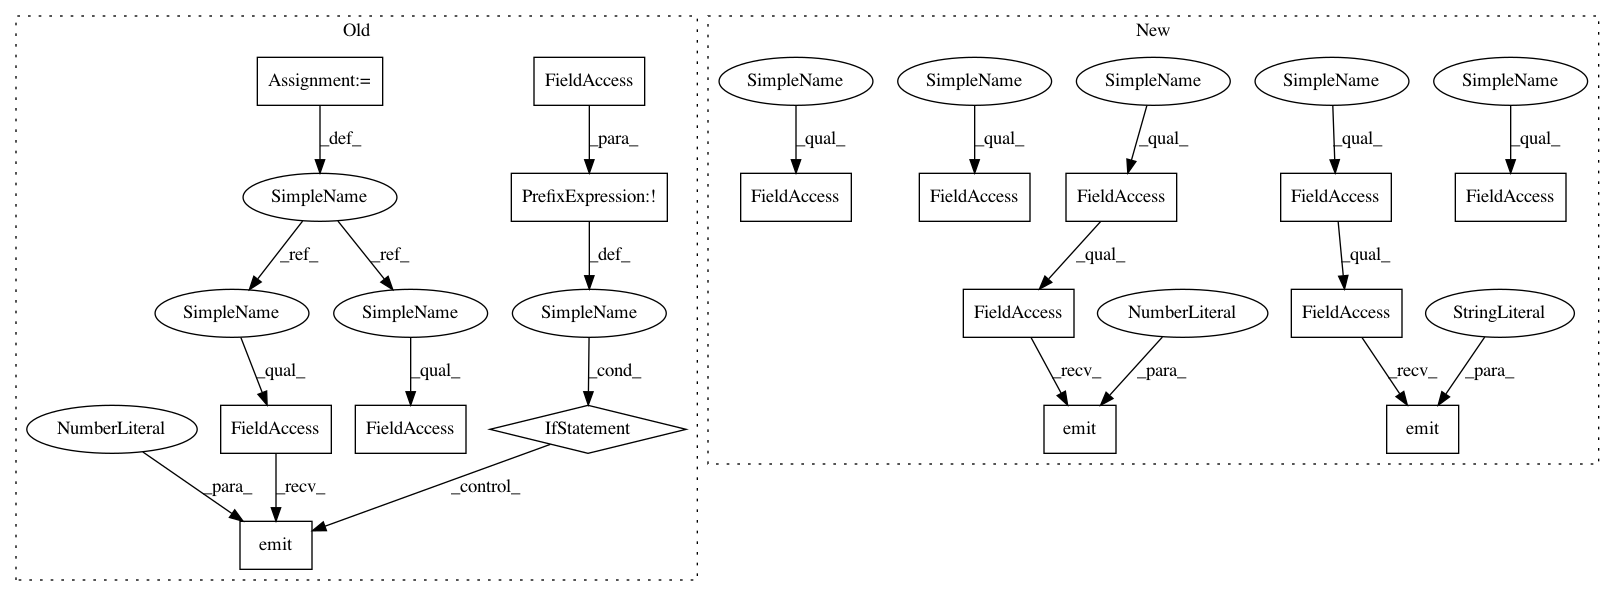 Old
New
Assignment:=
FieldAccess
SimpleName
SimpleName
SimpleName
SimpleName
SimpleName
_def_
_para_
_qual_
_qual_
_qual_
_qual_
_qual_
SimpleName
PrefixExpression:!
FieldAccess
FieldAccess
FieldAccess
FieldAccess
FieldAccess
_ref_
_ref_
_def_
_qual_
_qual_
SimpleName
SimpleName
SimpleName
FieldAccess
NumberLiteral
FieldAccess
StringLiteral
_qual_
_qual_
_cond_
_recv_
_para_
_recv_
_para_
NumberLiteral
FieldAccess
FieldAccess
IfStatement
emit
emit
_para_
_recv_
_control_
emit